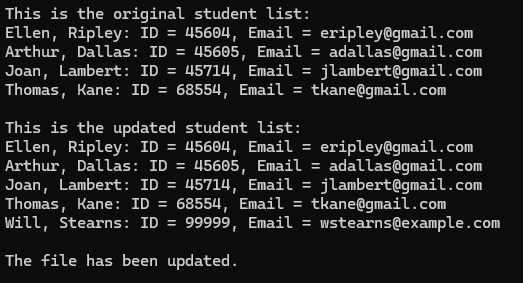 This is the original student list:
Ellen, Ripley: ID = 45604, Email = eripley@gmail.com
Arthur, Dallas: ID = 45605, Email = adallas@gmail.com
Joan, Lambert: ID = 45714, Email = jlambert@gmail.com
Thomas, Kane: ID = 68554, Email = tkane@gmail.com
This is the updated student list:
Ellen, Ripley: ID = 45604, Email = eripley@gmail.com
Arthur, Dallas: ID = 45605, Email = adallas@gmail.com
Joan, Lambert: ID = 45714, Email = jlambert@gmail.com
Thomas, Kane: ID = 68554, Email = tkane@gmail.com
Will, Stearns: ID = 99999, Email = wstearns@example.com
The file has been updated.